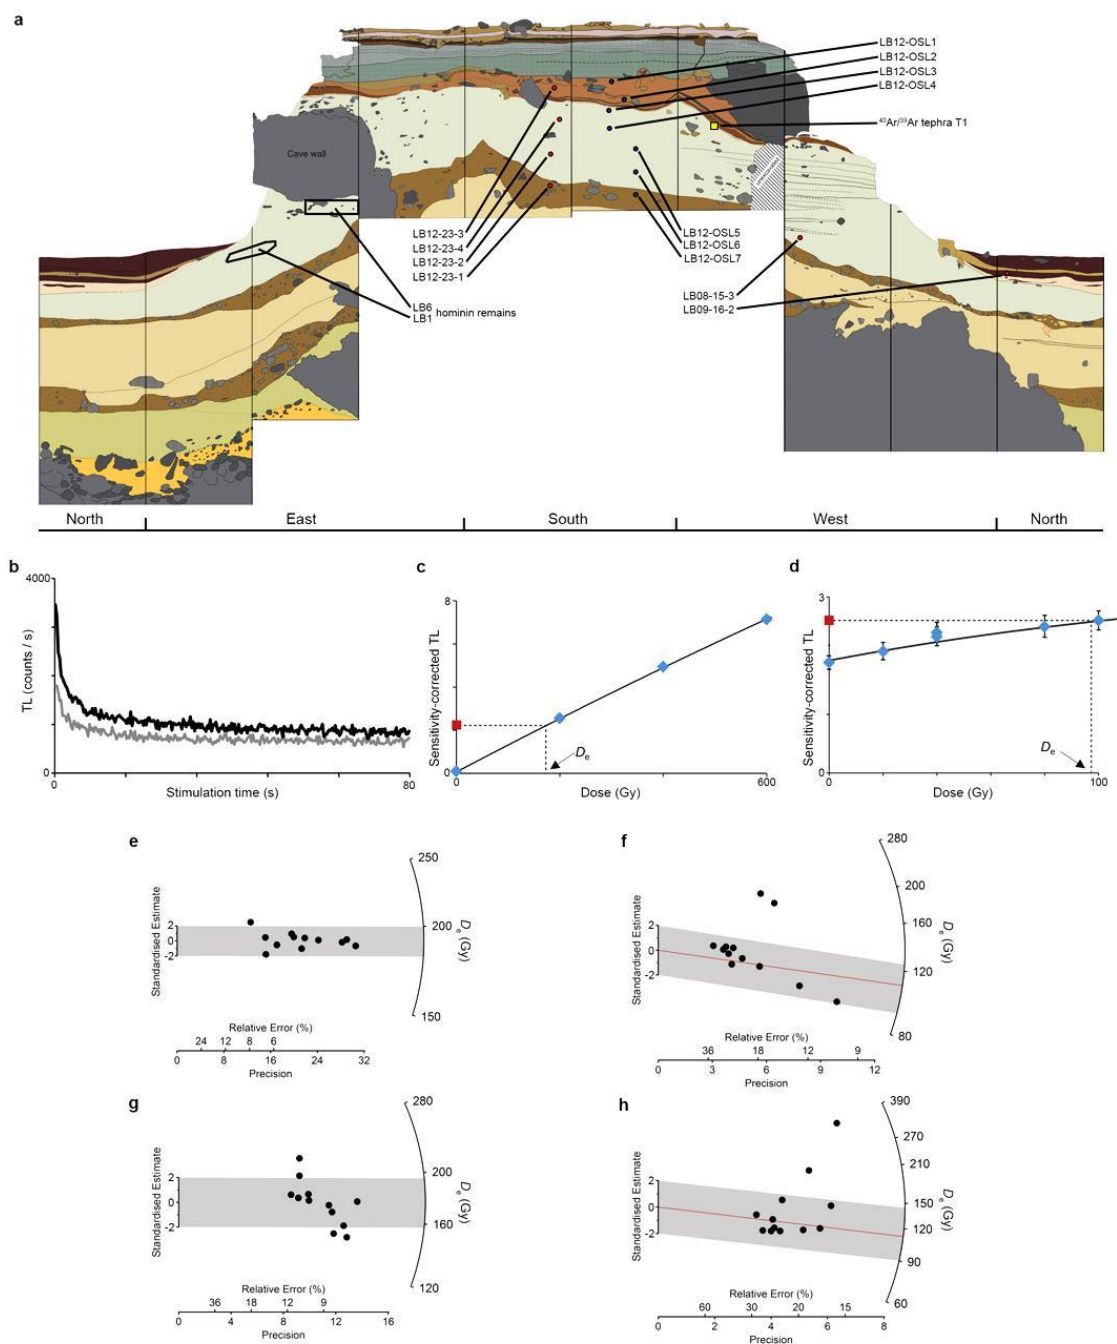 a
LB12-OSL1
LB12-OSL2
LB12-OSL3
LB12-OSL4
⁴⁰Ar/³⁹Ar tephra T1
Cave wall
LB12-23-3
LB12-23-4
LB12-23-2
LB12-23-1
LB12-OSL5
LB12-OSL6
LB12-OSL7
LB08-15-3
LB09-16-2
LB6
LB1
hominin remains
North East South West North
b
4000
TL (counts / s)
0
0 80
Stimulation time (s)
c
8
Sensitivity-corrected TL
0
De
0 600
Dose (Gy)
d
3
Sensitivity-corrected TL
0
De
0 100
Dose (Gy)
e
250
200
150
De (Gy)
Standardised Estimate
2
0
-2
Relative Error (%)
24 12 8 6
0 8 16 24 32
Precision
f
280
200
160
120
80
De (Gy)
Standardised Estimate
2
0
-2
Relative Error (%)
36 18 12 9
0 3 6 9 12
Precision
g
280
200
160
120
De (Gy)
Standardised Estimate
2
0
-2
Relative Error (%)
36 18 12 9
0 4 8 12 16
Precision
h
390
270
210
150
120
90
60
De (Gy)
Standardised Estimate
2
0
-2
Relative Error (%)
60 30 20 15
0 2 4 6 8
Precision